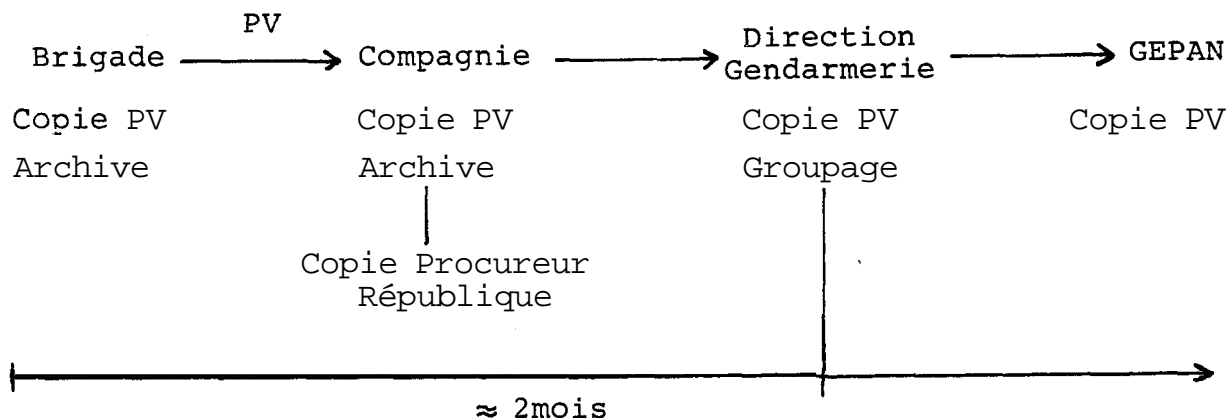 PV
Brigade Compagnie Direction Gendarmerie GEPAN
Copie PV Copie PV Copie PV Copie PV
Archive Archive Groupage
Copie Procureur
République
≈ 2mois